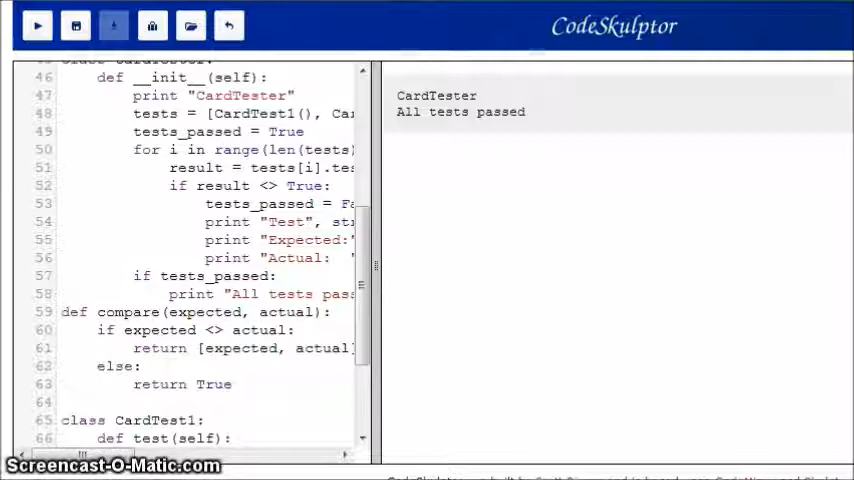 CodeSkulptor
46 def __init__(self):
47 print "CardTester"
48 tests = [CardTest1(), Car
49 tests_passed = True
50 for i in range(len(tests)
51 result = tests[i].tes
52 if result <> True:
53 tests_passed = Fa
54 print "Test", str
55 print "Expected:"
56 print "Actual: "
57 if tests_passed:
58 print "All tests pass
59 def compare(expected, actual):
60 if expected <> actual:
61 return [expected, actual]
62 else:
63 return True
64
65 class CardTest1:
66 def test(self):
CardTester
All tests passed
Screencast-O-Matic.com